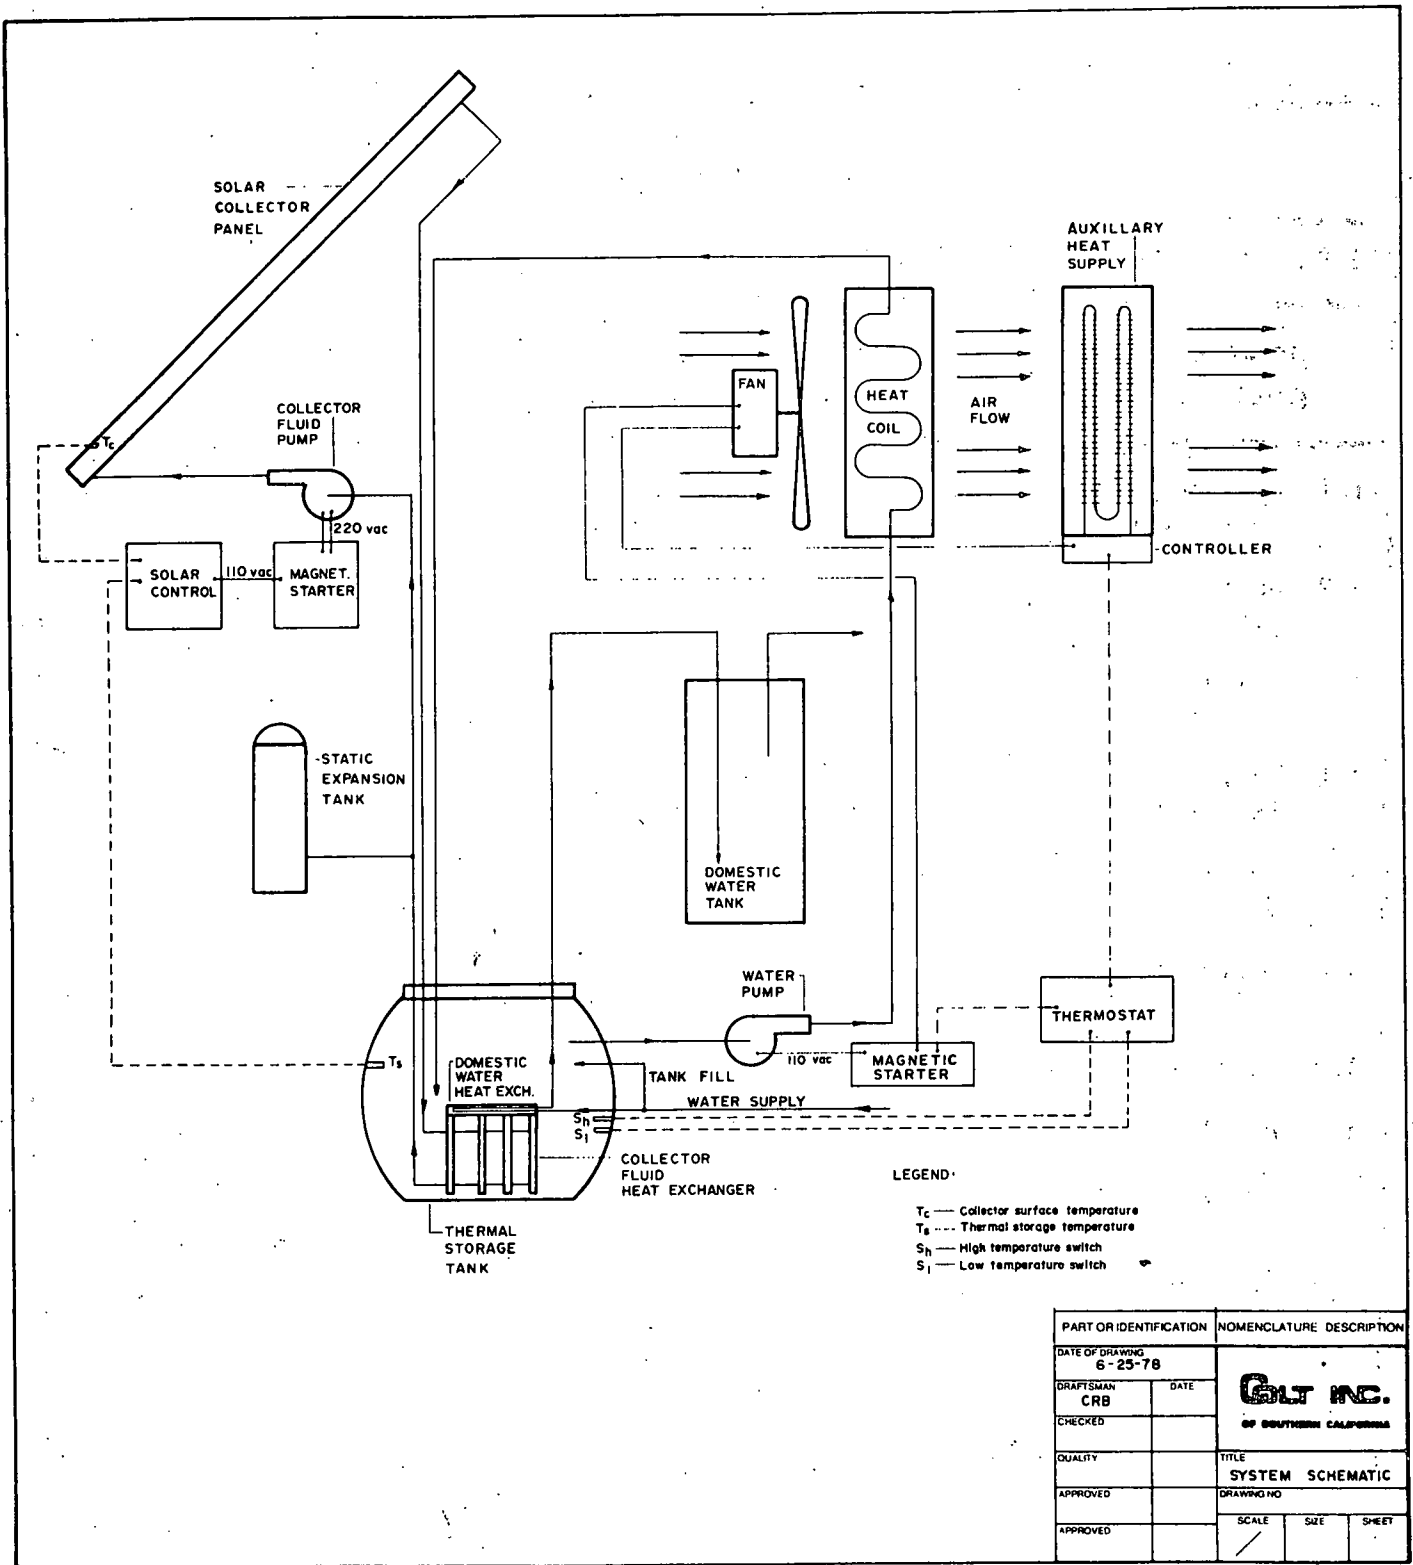 SOLAR
COLLECTOR
PANEL
AUXILLARY
HEAT
SUPPLY
COLLECTOR
FLUID
PUMP
Tc
FAN
HEAT
COIL
AIR
FLOW
220 vac
CONTROLLER
SOLAR
CONTROL
110 vac
MAGNET.
STARTER
STATIC
EXPANSION
TANK
DOMESTIC
WATER
TANK
WATER
PUMP
THERMOSTAT
Ts
DOMESTIC
WATER
HEAT EXCH.
110 vac
MAGNETIC
STARTER
TANK FILL
WATER SUPPLY
Sh
Sl
COLLECTOR
FLUID
HEAT EXCHANGER
THERMAL
STORAGE
TANK
LEGEND
Tc — Collector surface temperature
Ts ---- Thermal storage temperature
Sh — High temperature switch
Sl — Low temperature switch
PART OR IDENTIFICATION
NOMENCLATURE DESCRIPTION
DATE OF DRAWING
6-25-78
COLT INC.
OF SOUTHERN CALIFORNIA
DRAFTSMAN
DATE
CRB
CHECKED
QUALITY
TITLE
SYSTEM SCHEMATIC
APPROVED
DRAWING NO
SCALE
SIZE
SHEET
APPROVED